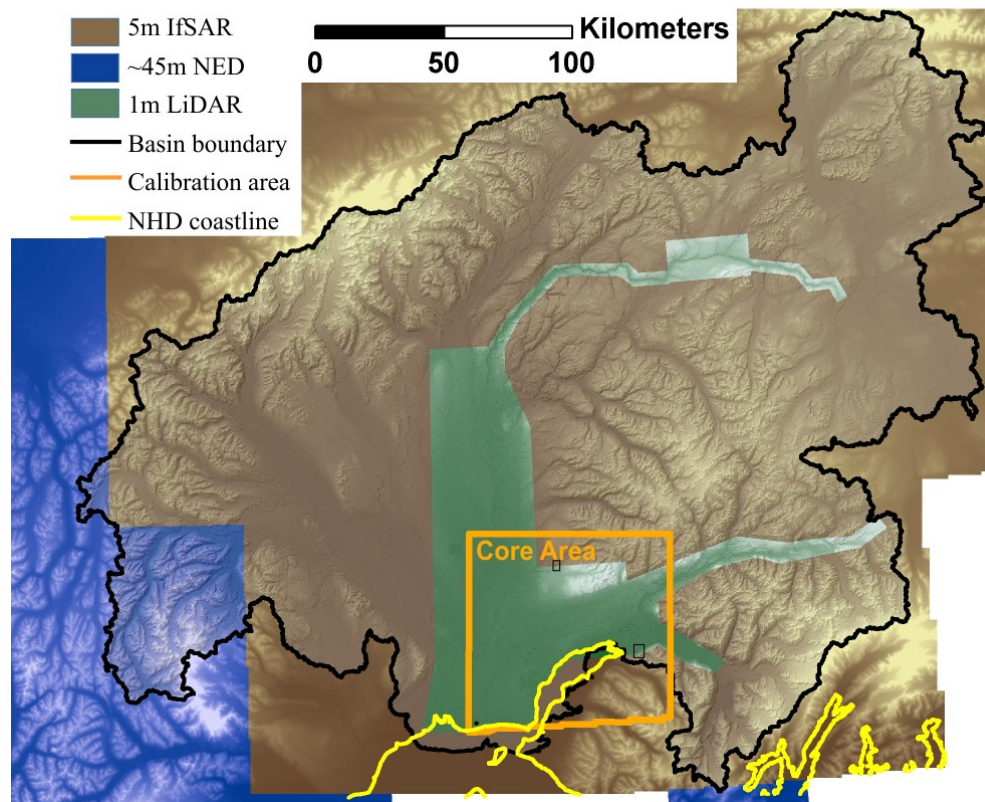 5m IfSAR
~45m NED
1m LiDAR
Basin boundary
Calibration area
NHD coastline
Kilometers
0 50 100
Core Area